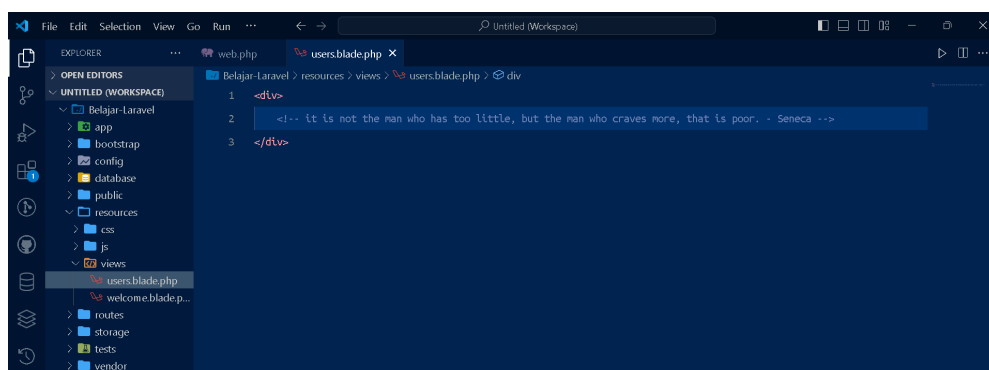 File Edit Selection View Go Run ··· Untitled (Workspace)
EXPLORER ··· web.php users.blade.php
OPEN EDITORS
Belajar-Laravel > resources > views > users.blade.php > div
UNTITLED (WORKSPACE)
Belajar-Laravel
app
bootstrap
config
database
public
resources
css
js
views
users.blade.php
welcome.blade.p...
routes
storage
tests
vendor
1
1 <div>
2 <!-- it is not the man who has too little, but the man who craves more, that is poor. - Seneca -->
3 </div>